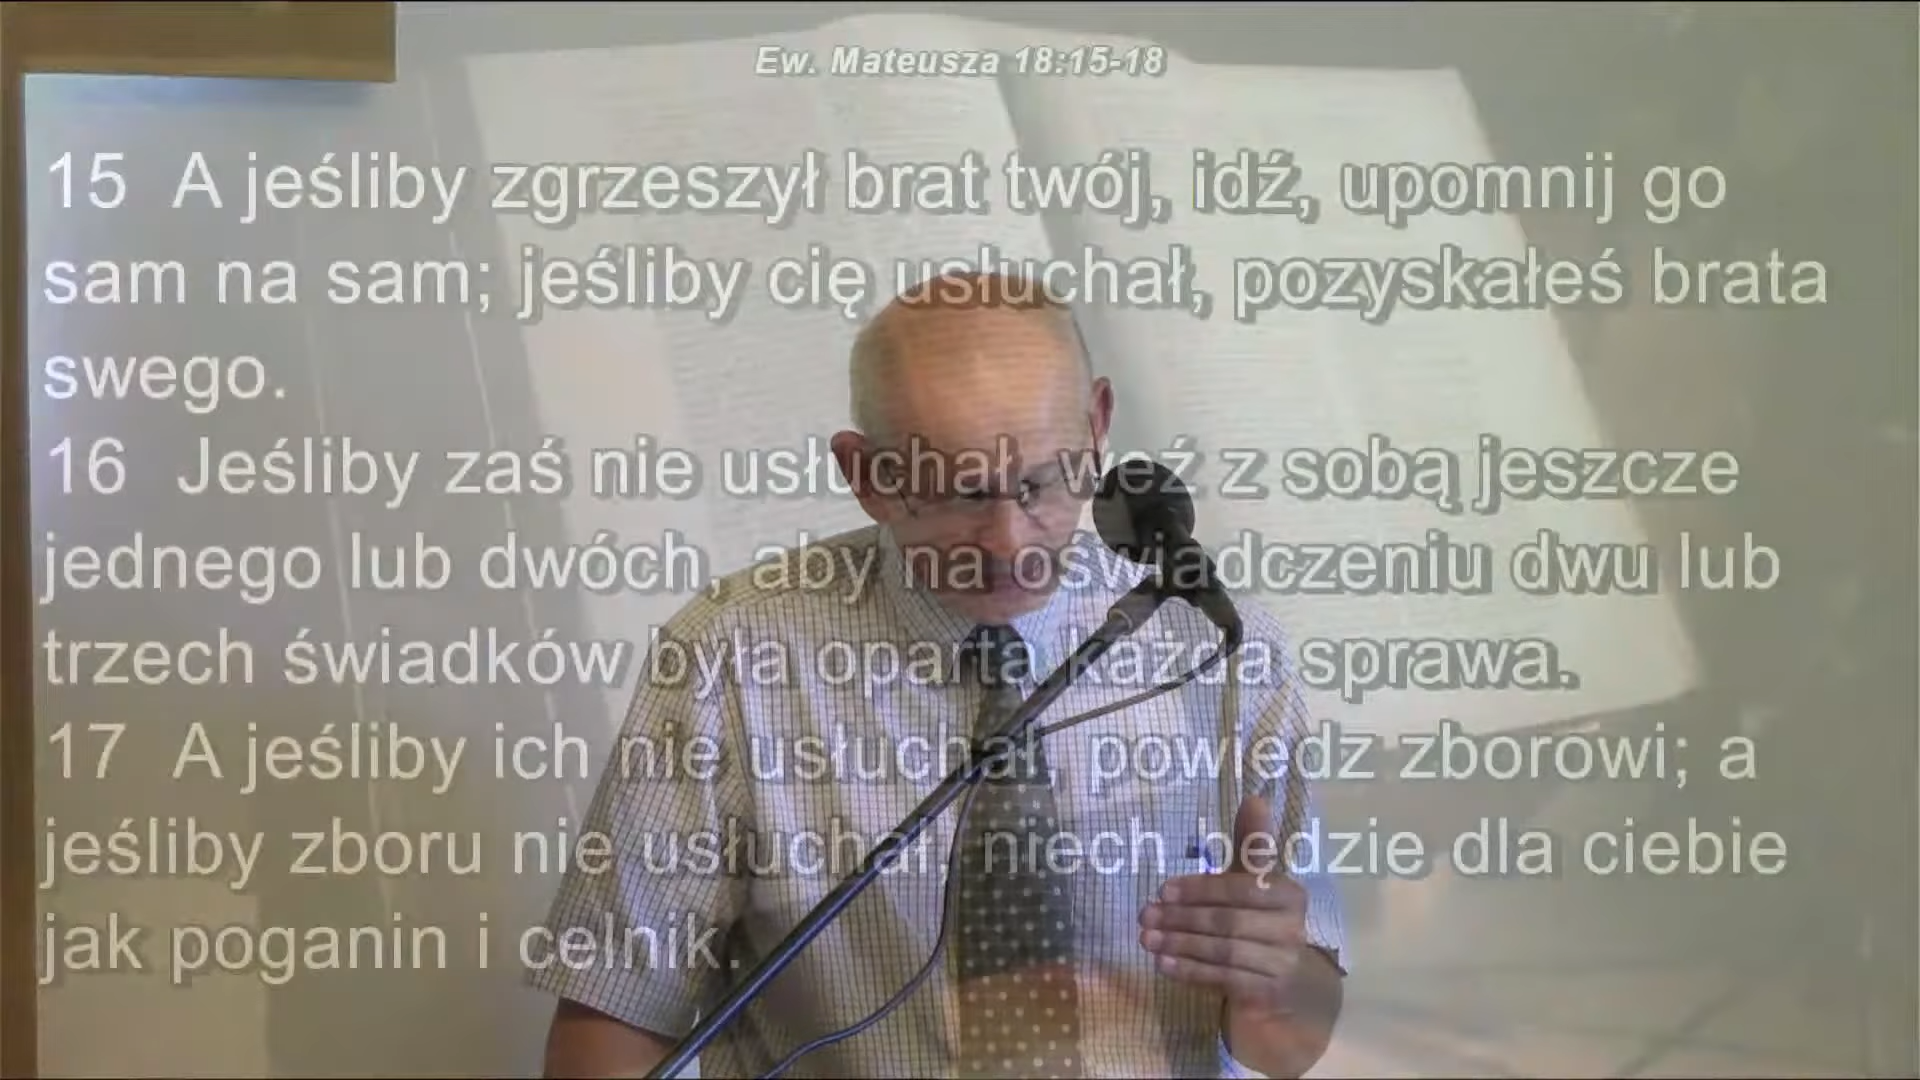 Ew. Mateusza 18:15-18
15 A jeśliby zgrzeszył brat twój, idź, upomnij go
sam na sam; jeśliby cię usłuchał, pozyskałeś brata
swego.
16 Jeśliby zaś nie usłuchał, weź z sobą jeszcze
jednego lub dwóch, aby na oświadczeniu dwu lub
trzech świadków była oparta każda sprawa.
17 A jeśliby ich nie usłuchał, powiedz zborowi; a
jeśliby zboru nie usłuchał, niech będzie dla ciebie
jak poganin i celnik.